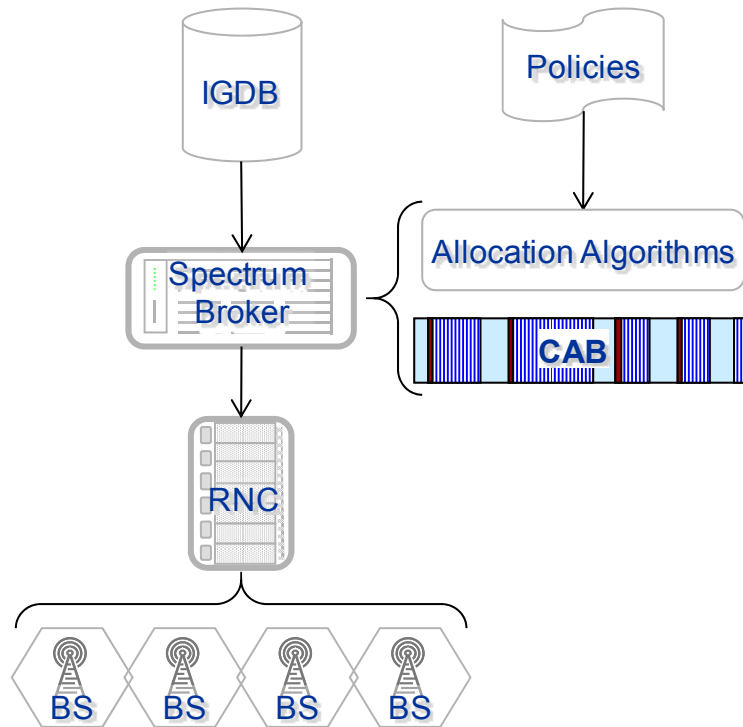 IGDB
Policies
Allocation Algorithms
Spectrum
Broker
CAB
RNC
BS
BS
BS
BS